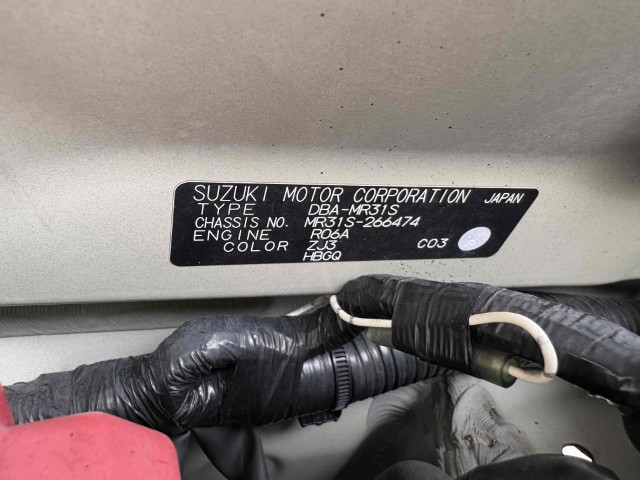 SUZUKI MOTOR CORPORATION JAPAN
TYPE DBA-MR31S
CHASSIS NO. MR31S-266474
ENGINE R06A
COLOR ZJ3 C03
HBGQ